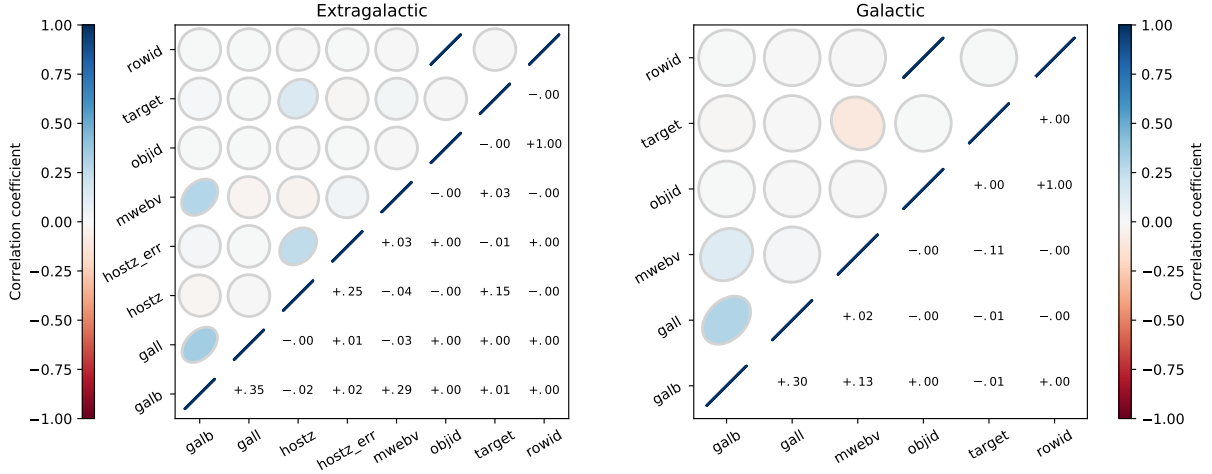 Extragalactic
Galactic
1.00
0.75
0.50
0.25
0.00
−0.25
−0.50
−0.75
−1.00
Correlation coefficient
rowid
target
−.00
objid
−.00 +1.00
mwebv
−.00 +.03 −.00
hostz_err
+.03 +.00 −.01 +.00
hostz
+.25 −.04 −.00 +.15 −.00
gall
−.00 +.01 −.03 +.00 +.00 +.00
galb
+.35 −.02 +.02 +.29 +.00 +.01 +.00
galb gall hostz hostz_err mwebv objid target rowid
rowid
target
+.00
objid
+.00 +1.00
mwebv
−.00 −.11 −.00
gall
+.02 −.00 −.01 −.00
galb
+.30 +.13 +.00 −.01 +.00
galb gall mwebv objid target rowid
1.00
0.75
0.50
0.25
0.00
−0.25
−0.50
−0.75
−1.00
Correlation coefficient